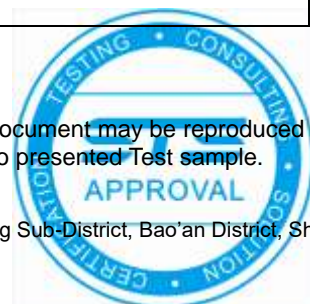 TESTING • CONSULTING • SOLUTION • CERTIFICATION •
ocument may be reproduced
o presented Test sample.
APPROVAL
g Sub-District, Bao’an District, Sh